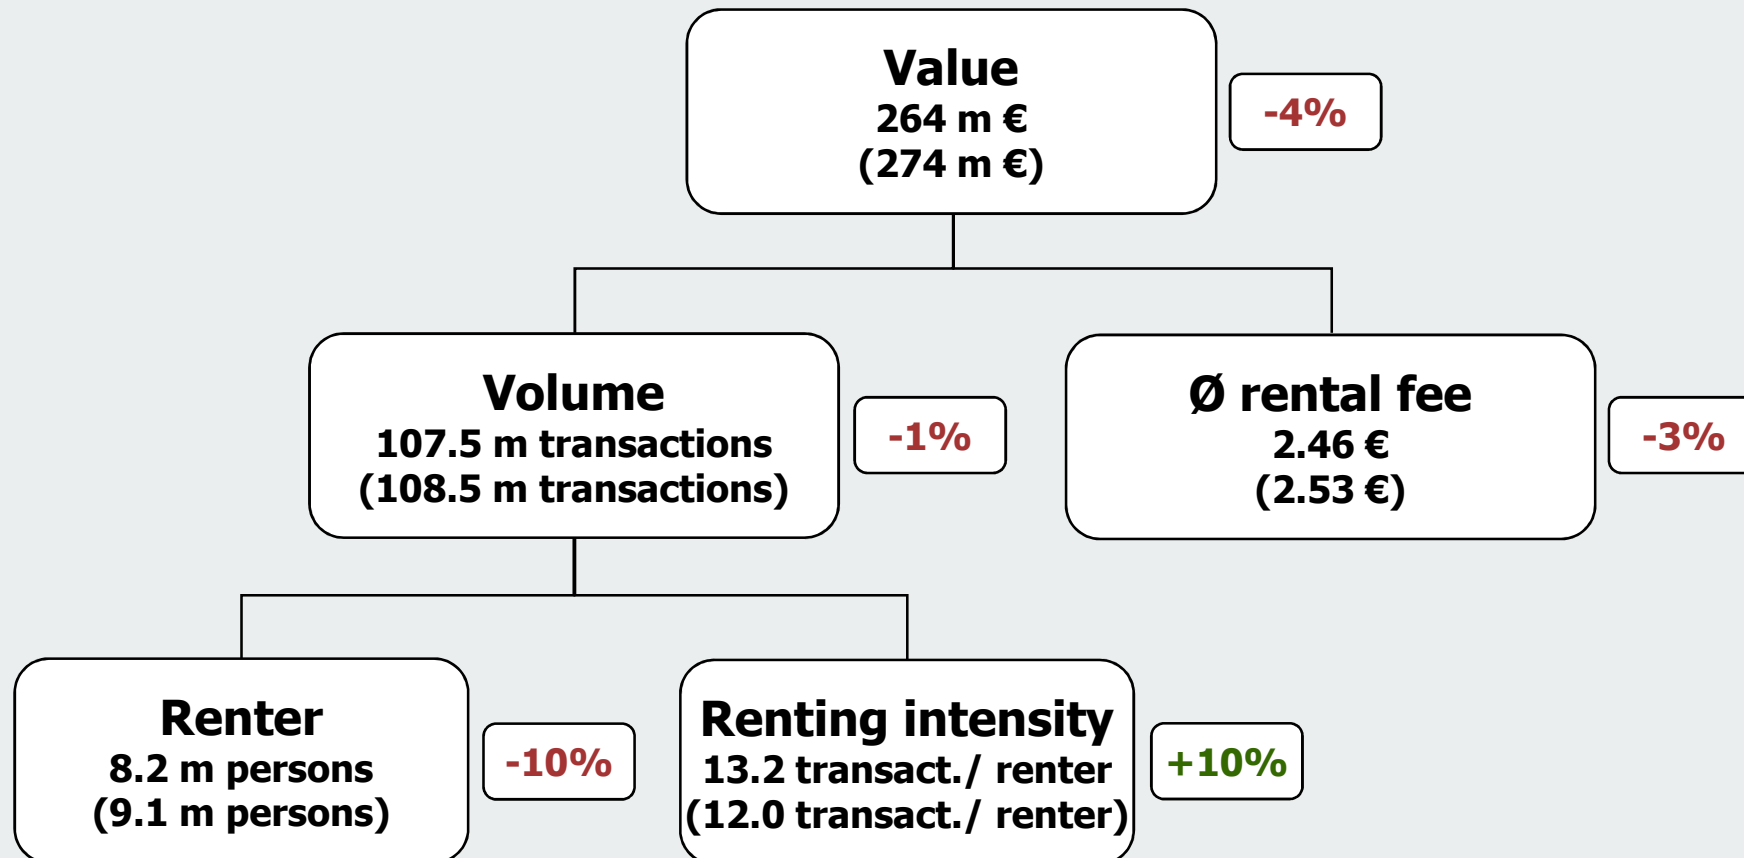 Value
264 m €
(274 m €)
-4%
Volume
107.5 m transactions
(108.5 m transactions)
-1%
Ø rental fee
2.46 €
(2.53 €)
-3%
Renter
8.2 m persons
(9.1 m persons)
-10%
Renting intensity
13.2 transact./ renter
(12.0 transact./ renter)
+10%